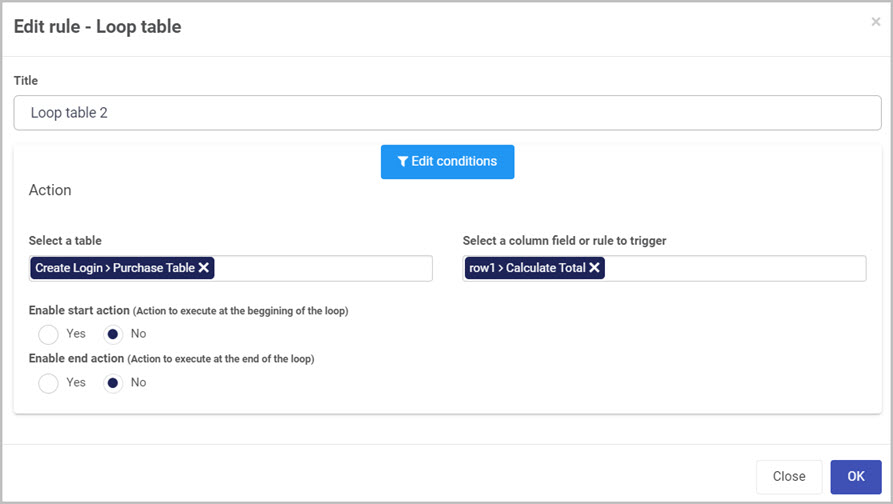 Edit rule - Loop table
×
Title
Loop table 2
Edit conditions
Action
Select a table
Select a column field or rule to trigger
Create Login > Purchase Table ×
row1 > Calculate Total ×
Enable start action (Action to execute at the beggining of the loop)
Yes No
Enable end action (Action to execute at the end of the loop)
Yes No
Close OK